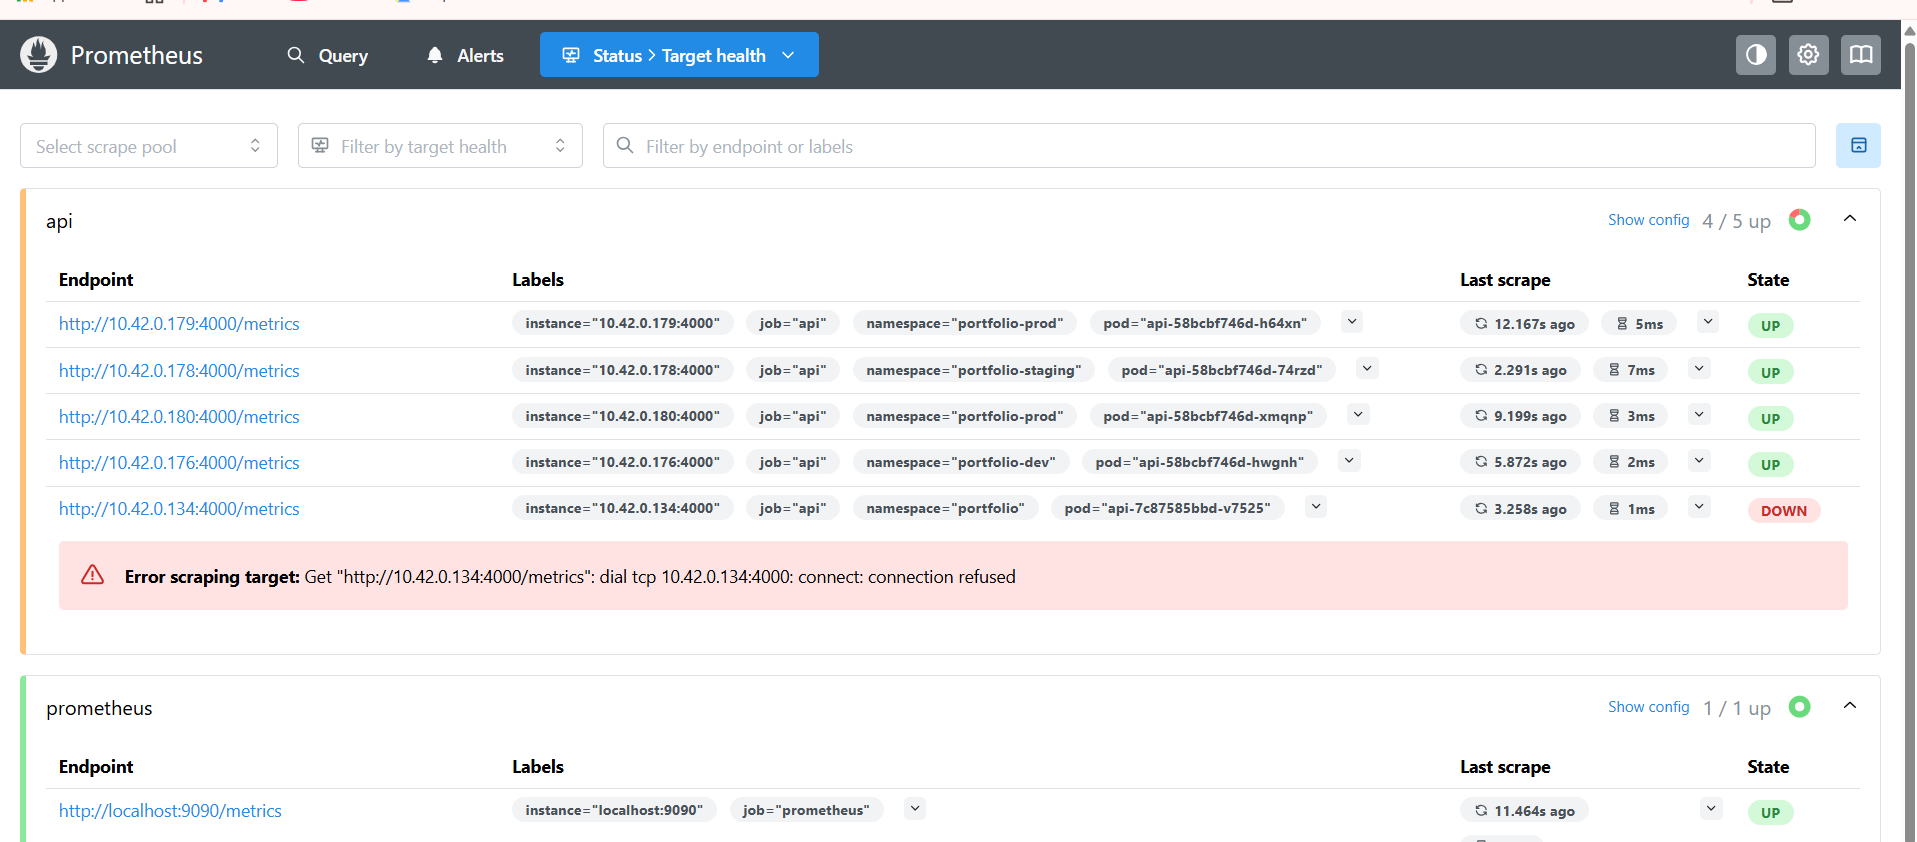 Prometheus Query Alerts Status > Target health
Select scrape pool Filter by target health Filter by endpoint or labels
api Show config 4 / 5 up
Endpoint Labels Last scrape State
http://10.42.0.179:4000/metrics instance="10.42.0.179:4000" job="api" namespace="portfolio-prod" pod="api-58bcbf746d-h64xn" 12.167s ago 5ms UP
http://10.42.0.178:4000/metrics instance="10.42.0.178:4000" job="api" namespace="portfolio-staging" pod="api-58bcbf746d-74rzd" 2.291s ago 7ms UP
http://10.42.0.180:4000/metrics instance="10.42.0.180:4000" job="api" namespace="portfolio-prod" pod="api-58bcbf746d-xmqnp" 9.199s ago 3ms UP
http://10.42.0.176:4000/metrics instance="10.42.0.176:4000" job="api" namespace="portfolio-dev" pod="api-58bcbf746d-hwgnh" 5.872s ago 2ms UP
http://10.42.0.134:4000/metrics instance="10.42.0.134:4000" job="api" namespace="portfolio" pod="api-7c87585bbd-v7525" 3.258s ago 1ms DOWN
Error scraping target: Get "http://10.42.0.134:4000/metrics": dial tcp 10.42.0.134:4000: connect: connection refused
prometheus Show config 1 / 1 up
Endpoint Labels Last scrape State
http://localhost:9090/metrics instance="localhost:9090" job="prometheus" 11.464s ago UP